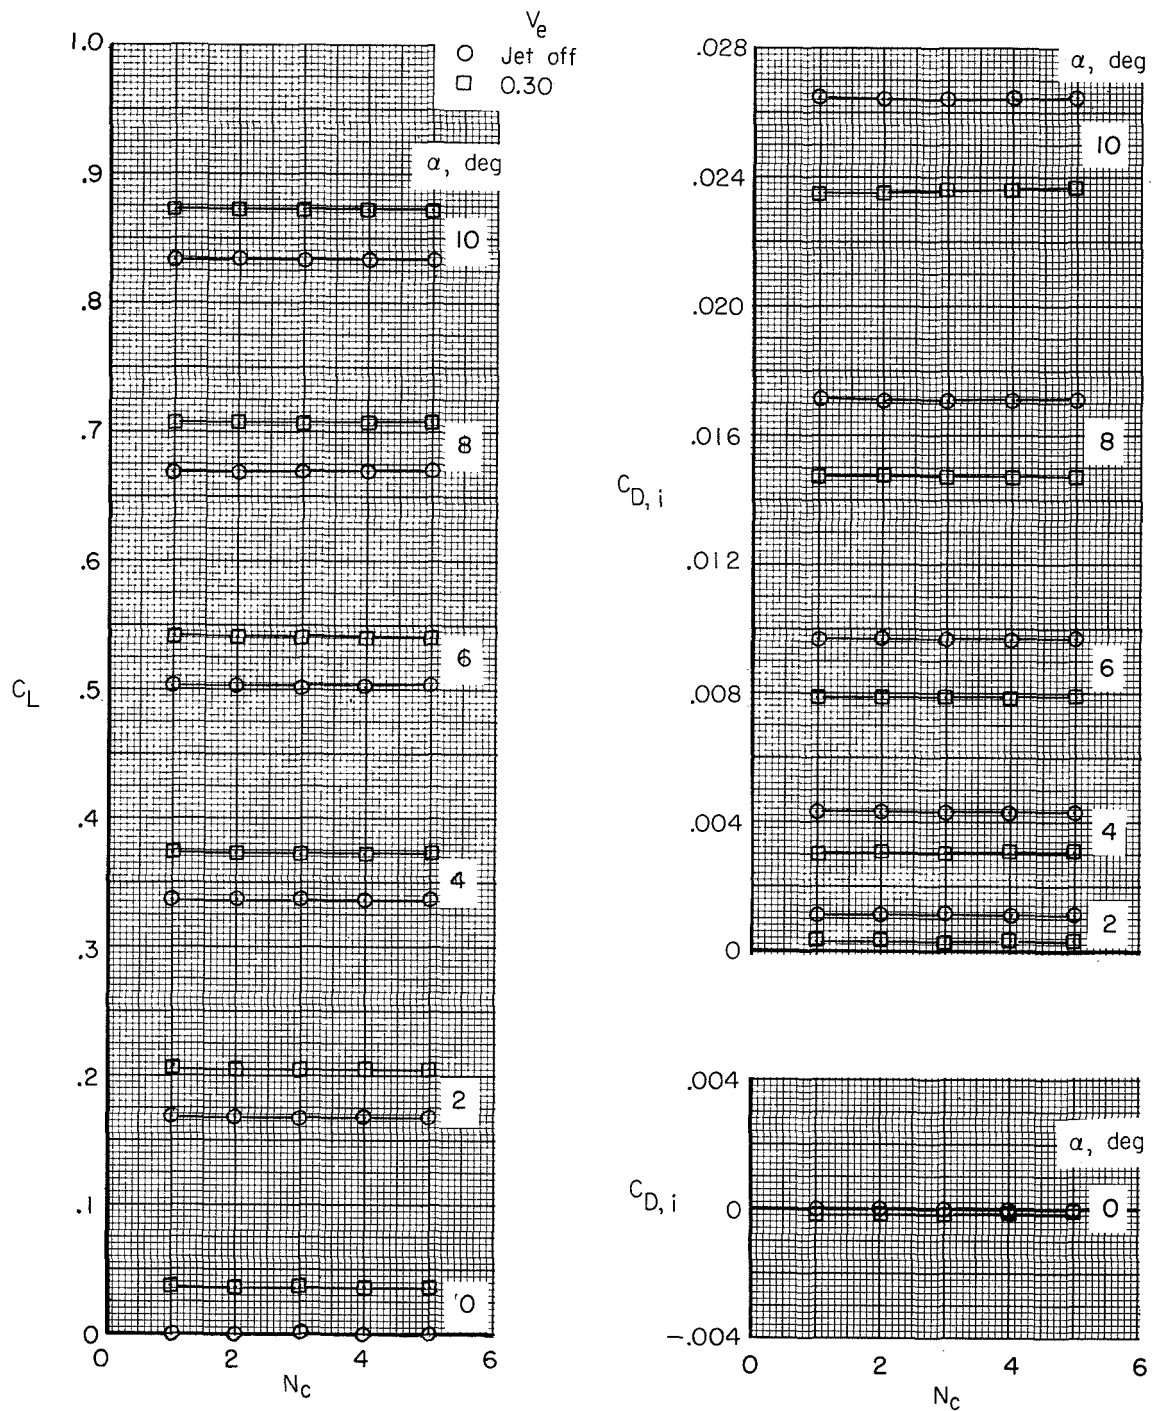 V_e
Jet off
0.30
1.0
.9
.8
.7
.6
.5
.4
.3
.2
.1
0
C_L
α, deg
10
8
6
4
2
0
0 2 4 6
N_c
.028
.024
.020
.016
.012
.008
.004
0
C_D, i
α, deg
10
8
6
4
2
.004
0
-.004
C_D, i
α, deg
0
0 2 4 6
N_c